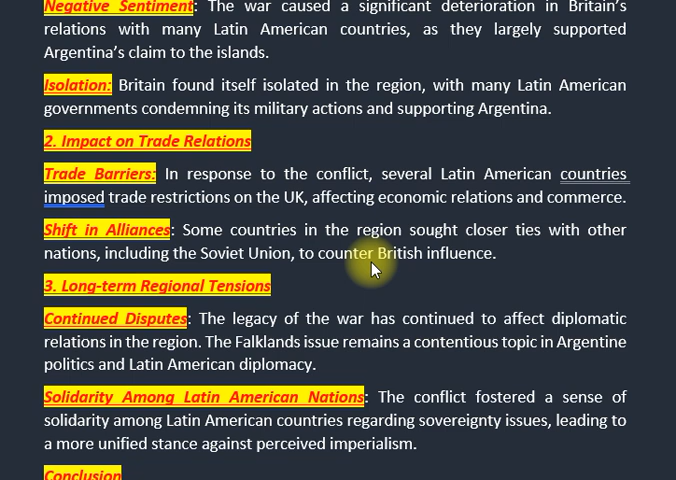 Negative Sentiment: The war caused a significant deterioration in Britain's
relations with many Latin American countries, as they largely supported
Argentina's claim to the islands.
Isolation: Britain found itself isolated in the region, with many Latin American
governments condemning its military actions and supporting Argentina.
2. Impact on Trade Relations
Trade Barriers: In response to the conflict, several Latin American countries
imposed trade restrictions on the UK, affecting economic relations and commerce.
Shift in Alliances: Some countries in the region sought closer ties with other
nations, including the Soviet Union, to counter British influence.
3. Long-term Regional Tensions
Continued Disputes: The legacy of the war has continued to affect diplomatic
relations in the region. The Falklands issue remains a contentious topic in Argentine
politics and Latin American diplomacy.
Solidarity Among Latin American Nations: The conflict fostered a sense of
solidarity among Latin American countries regarding sovereignty issues, leading to
a more unified stance against perceived imperialism.
Conclusion